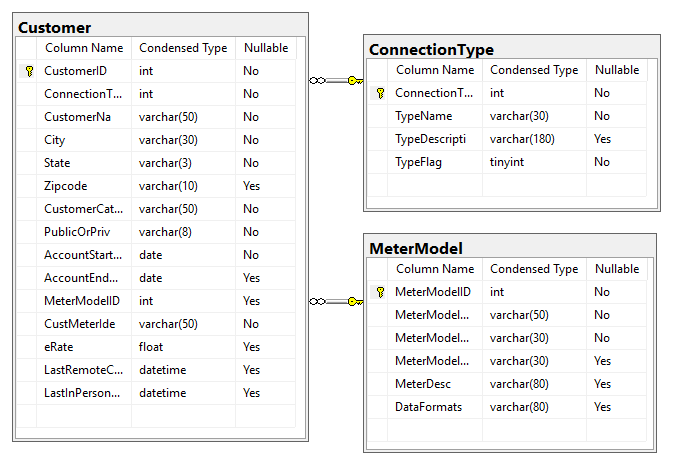 Customer
Column Name Condensed Type Nullable
CustomerID int No
ConnectionT... int No
CustomerNa varchar(50) No
City varchar(30) No
State varchar(3) No
Zipcode varchar(10) Yes
CustomerCat... varchar(50) No
PublicOrPriv varchar(8) No
AccountStart... date No
AccountEnd... date Yes
MeterModelID int Yes
CustMeterIde varchar(50) No
eRate float Yes
LastRemoteC... datetime Yes
LastInPerson... datetime Yes
ConnectionType
Column Name Condensed Type Nullable
ConnectionT... int No
TypeName varchar(30) No
TypeDescripti varchar(180) Yes
TypeFlag tinyint No
MeterModel
Column Name Condensed Type Nullable
MeterModelID int No
MeterModel... varchar(50) No
MeterModel... varchar(30) No
MeterModel... varchar(30) Yes
MeterDesc varchar(80) Yes
DataFormats varchar(80) Yes